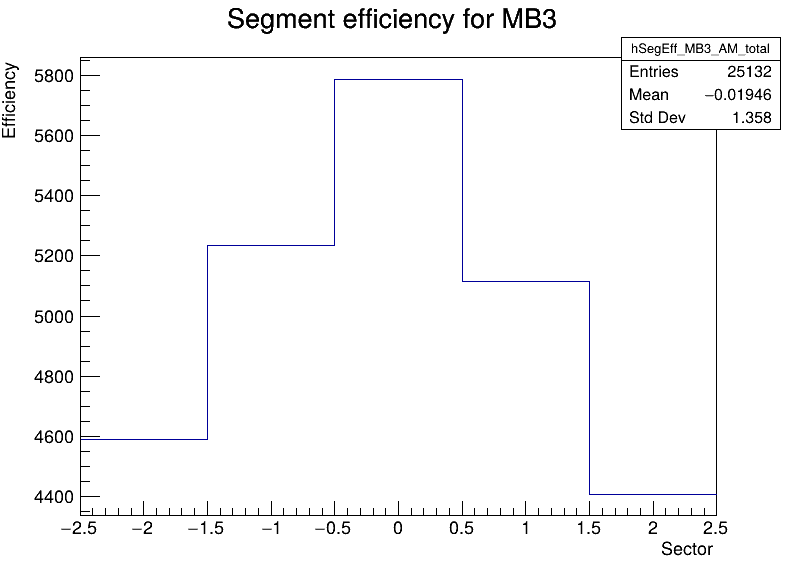 Segment efficiency for MB3
hSegEff_MB3_AM_total
Entries 25132
Mean −0.01946
Std Dev 1.358
Efficiency
5800
5600
5400
5200
5000
4800
4600
4400
−2.5 −2 −1.5 −1 −0.5 0 0.5 1 1.5 2 2.5
Sector